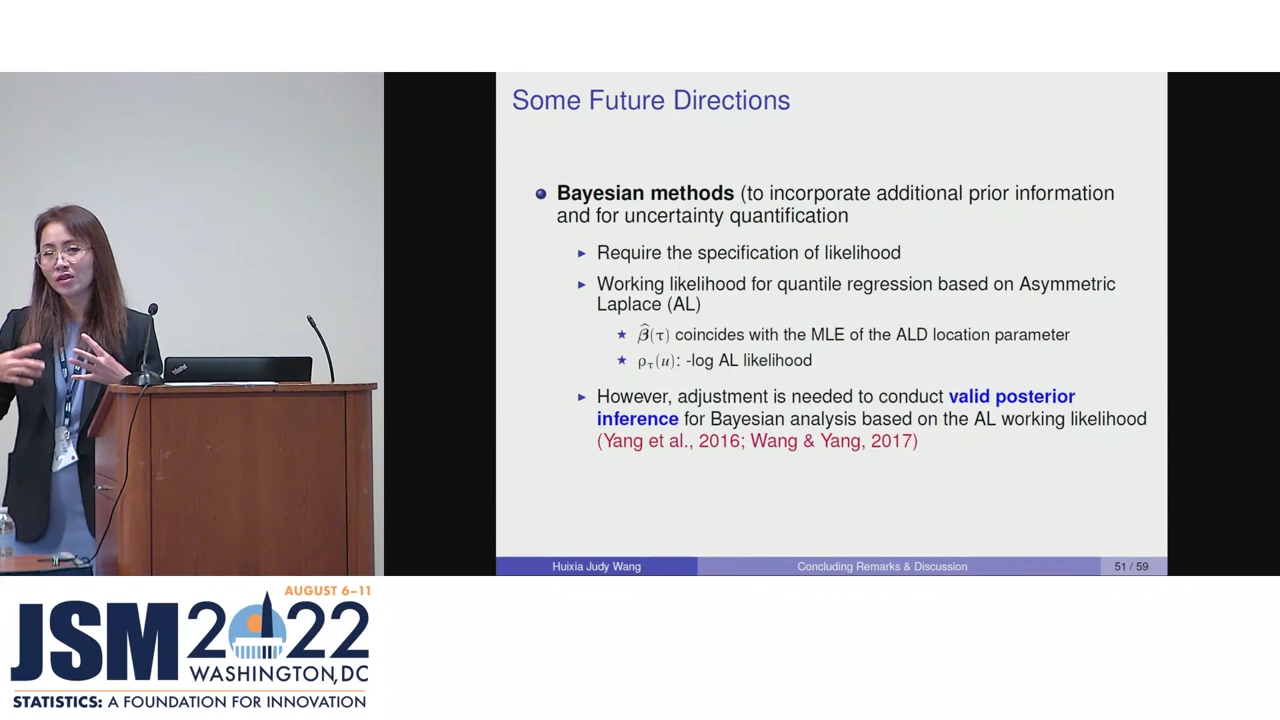 Some Future Directions
Bayesian methods (to incorporate additional prior information
and for uncertainty quantification
Require the specification of likelihood
Working likelihood for quantile regression based on Asymmetric
Laplace (AL)
β̂(τ) coincides with the MLE of the ALD location parameter
ρτ(u): -log AL likelihood
However, adjustment is needed to conduct valid posterior
inference for Bayesian analysis based on the AL working likelihood
(Yang et al., 2016; Wang & Yang, 2017)
Huixia Judy Wang
Concluding Remarks & Discussion
51 / 59
ThinkPad
AUGUST 6–11
JSM 2022
WASHINGTON, DC
STATISTICS: A FOUNDATION FOR INNOVATION